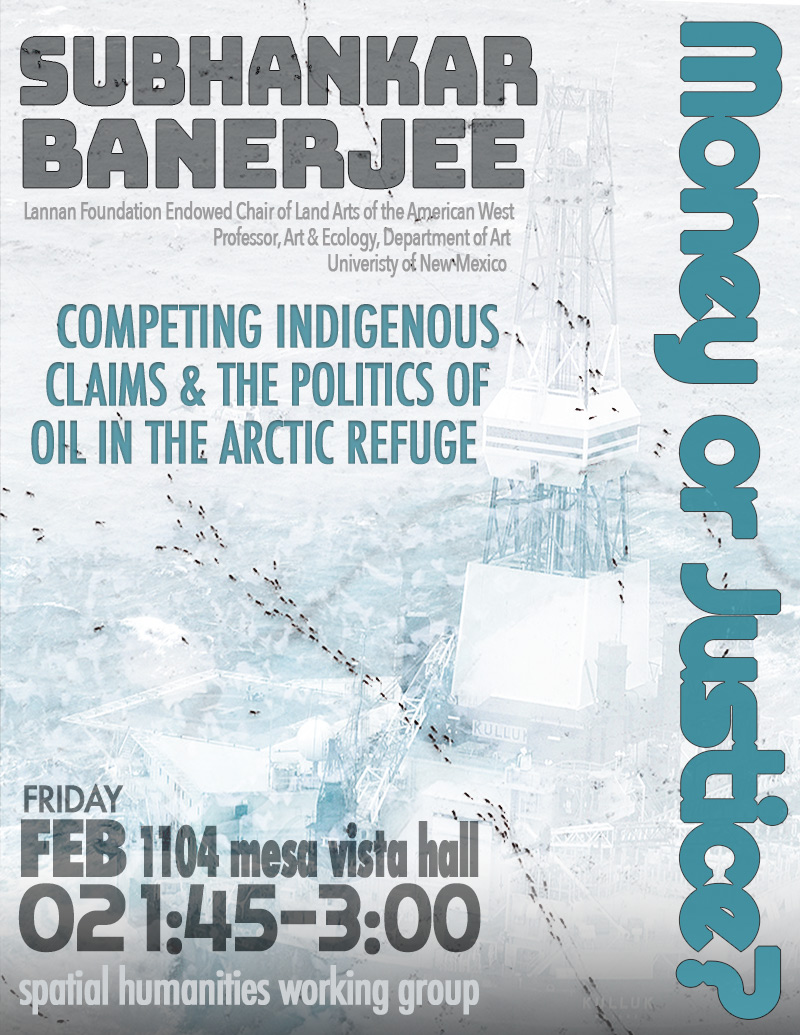 SUBHANKAR
BANERJEE
Lannan Foundation Endowed Chair of Land Arts of the American West
Professor, Art & Ecology, Department of Art
Univeristy of New Mexico
COMPETING INDIGENOUS
CLAIMS & THE POLITICS OF
OIL IN THE ARCTIC REFUGE
Money or Justice?
KULLUK
FRIDAY
FEB 1104 mesa vista hall
02 1:45–3:00
spatial humanities working group
KULLUK